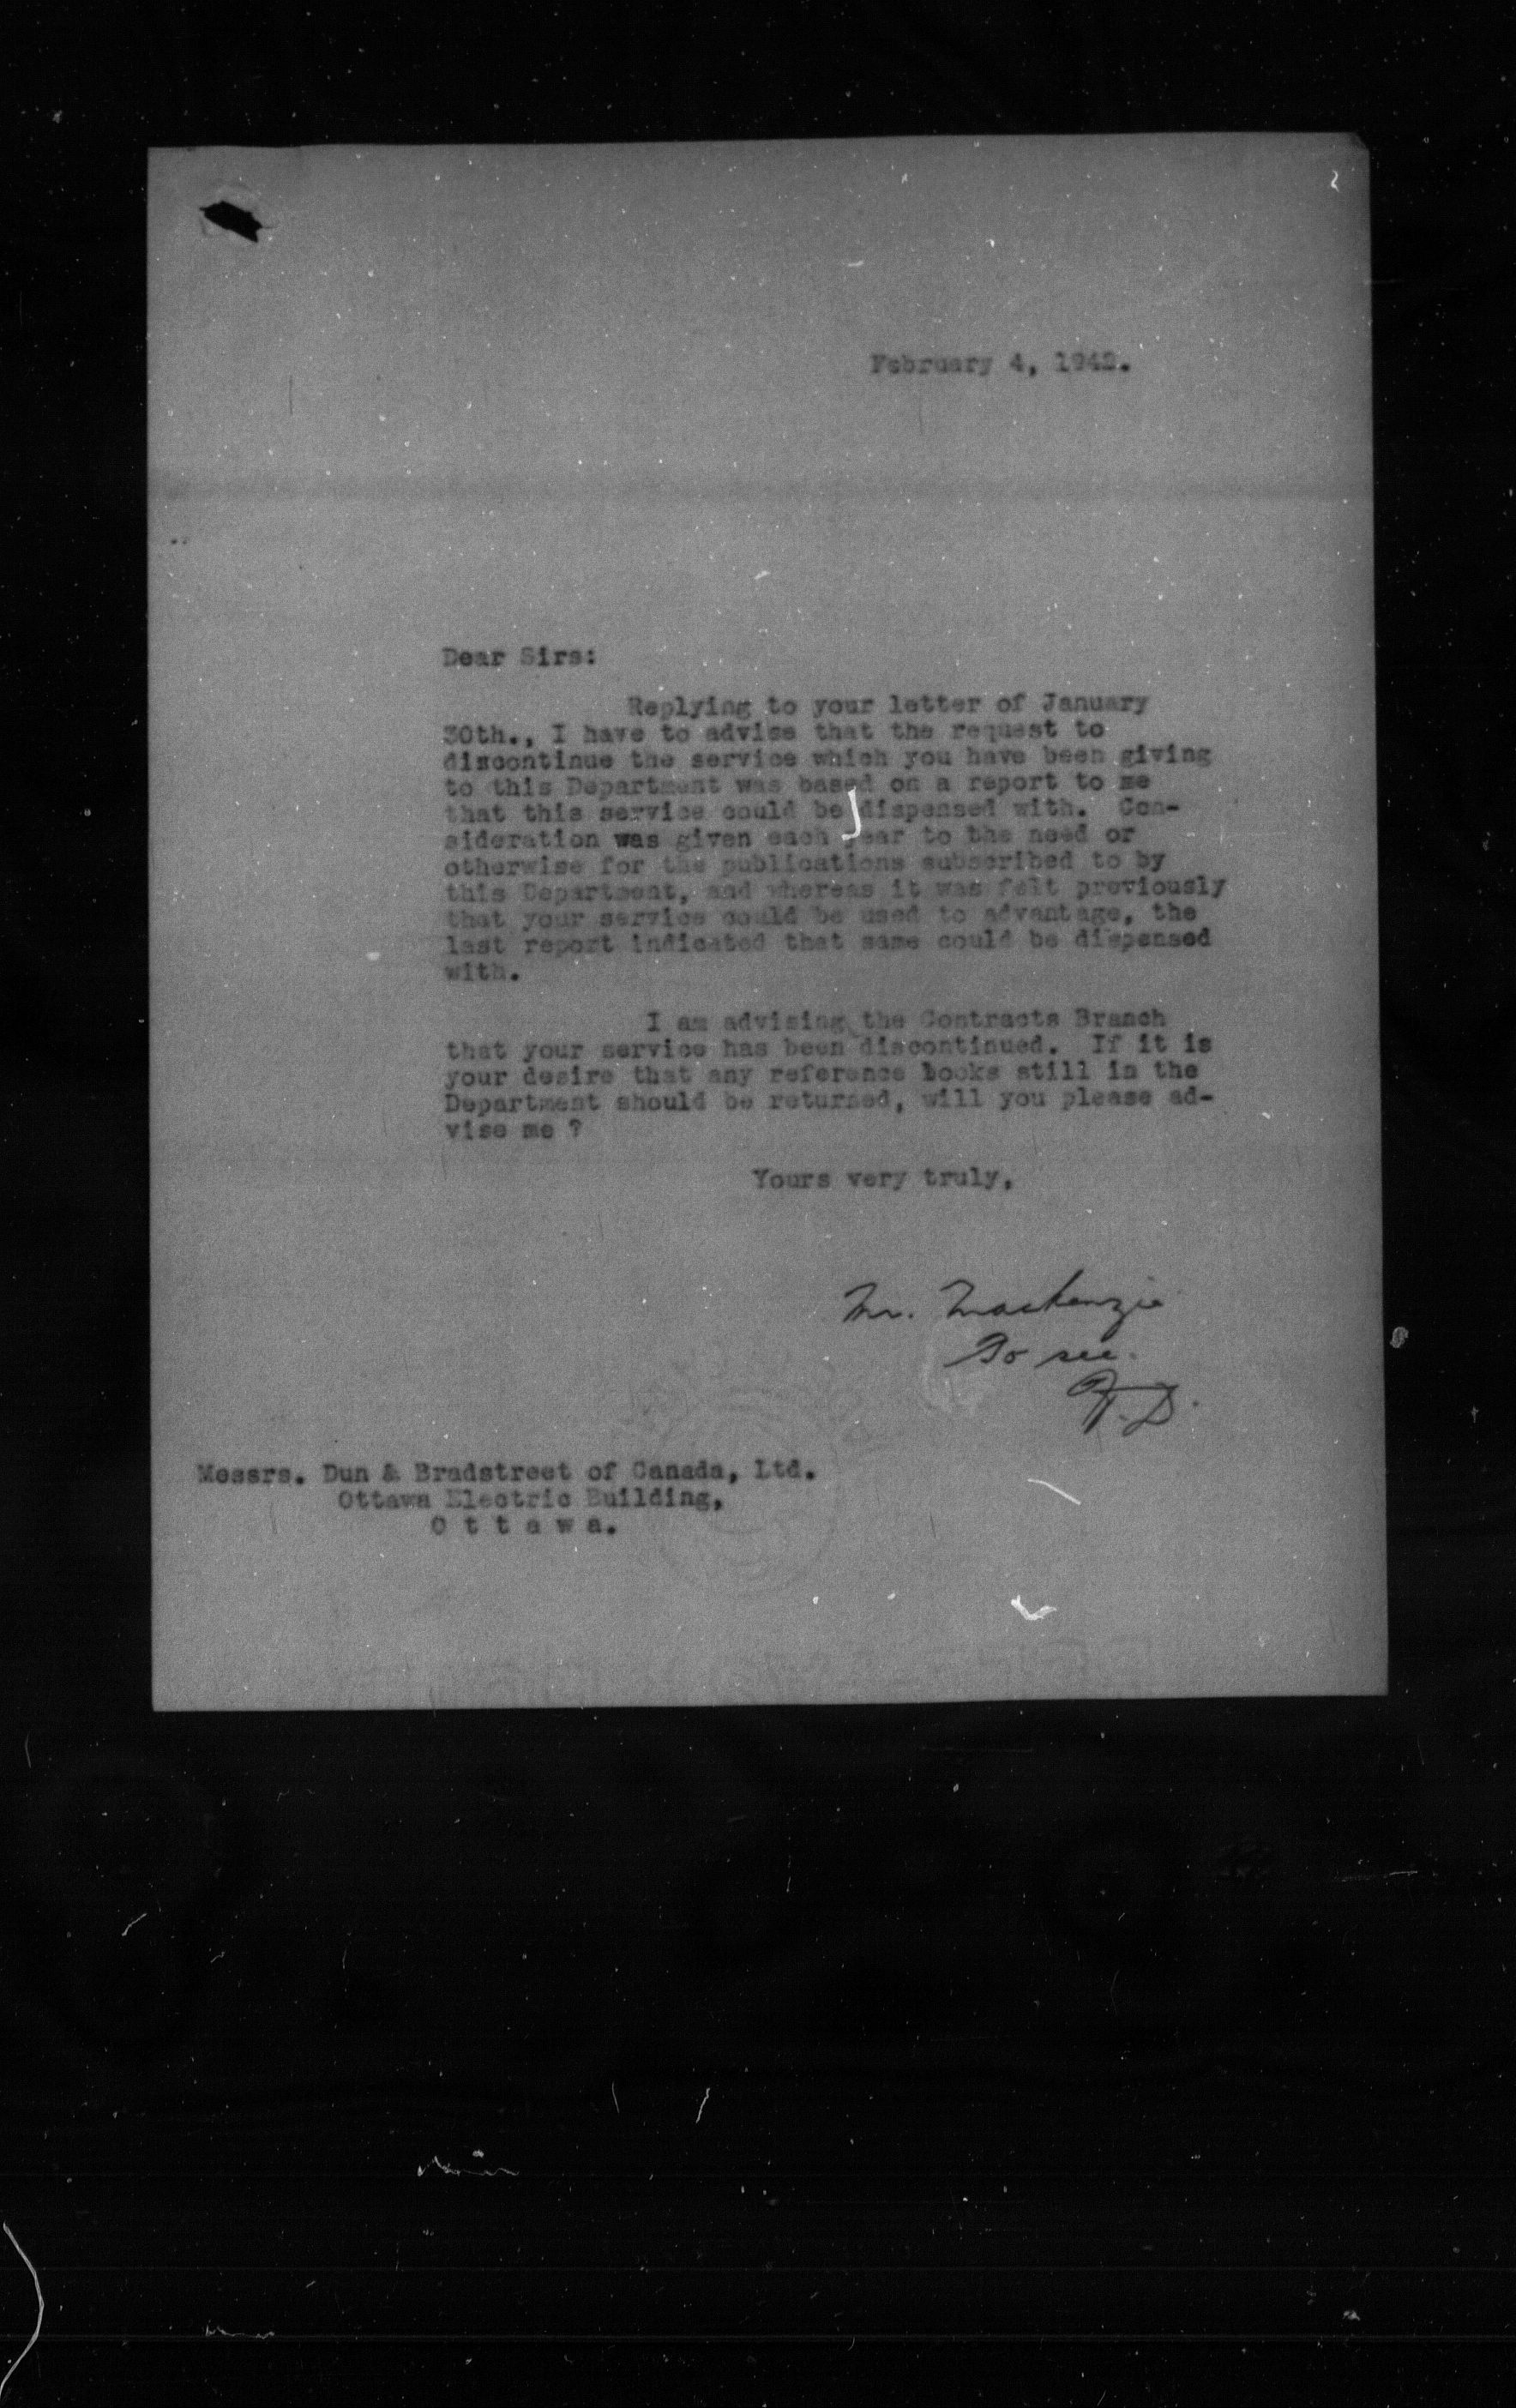 February 4, 1942.
Dear Sirs:
Replying to your letter of January
30th., I have to advise that the request to
discontinue the service which you have been giving
to this Department was based on a report to me
that this service could be dispensed with. Con-
sideration was given each year to the need or
otherwise for the publications subscribed to by
this Department, and whereas it was felt previously
that your service could be used to advantage, the
last report indicated that same could be dispensed
with.
I am advising the Contracts Branch
that your service has been discontinued. If it is
your desire that any reference books still in the
Department should be returned, will you please ad-
vise me ?
Yours very truly,
Mr. Mackenzie
To see.
Messrs. Dun & Bradstreet of Canada, Ltd.
Ottawa Electric Building,
O t t a w a.